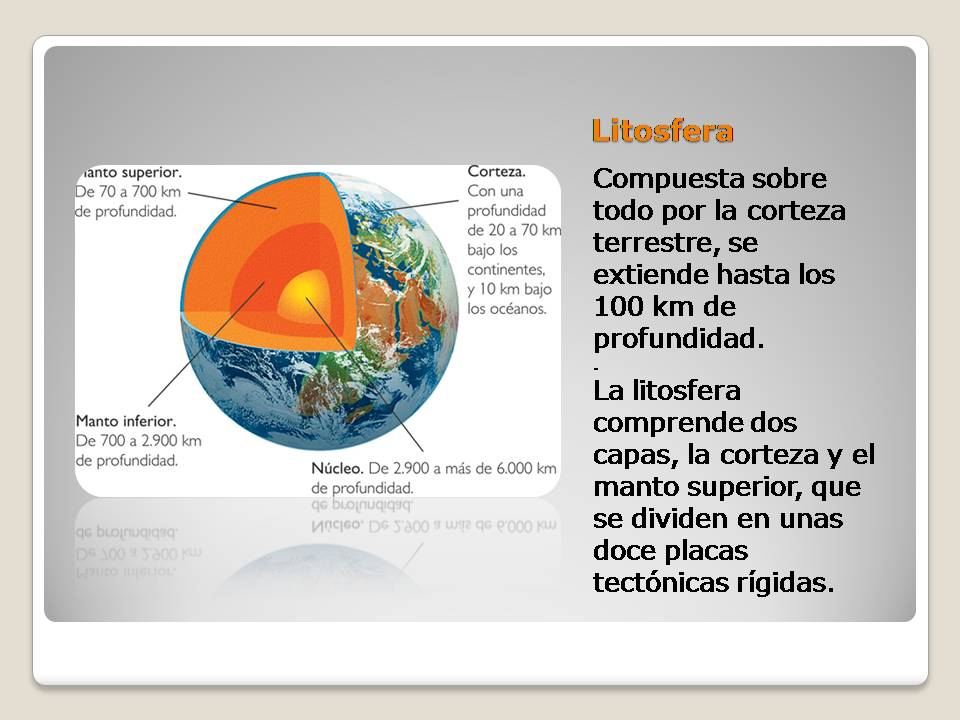 Litosfera
Compuesta sobre
todo por la corteza
terrestre, se
extiende hasta los
100 km de
profundidad.
-
La litosfera
comprende dos
capas, la corteza y el
manto superior, que
se dividen en unas
doce placas
tectónicas rígidas.
Manto superior.
De 70 a 700 km
de profundidad.
Corteza.
Con una
profundidad
de 20 a 70 km
bajo los
continentes,
y 10 km bajo
los océanos.
Manto inferior.
De 700 a 2.900 km
de profundidad.
Núcleo. De 2.900 a más de 6.000 km
de profundidad.